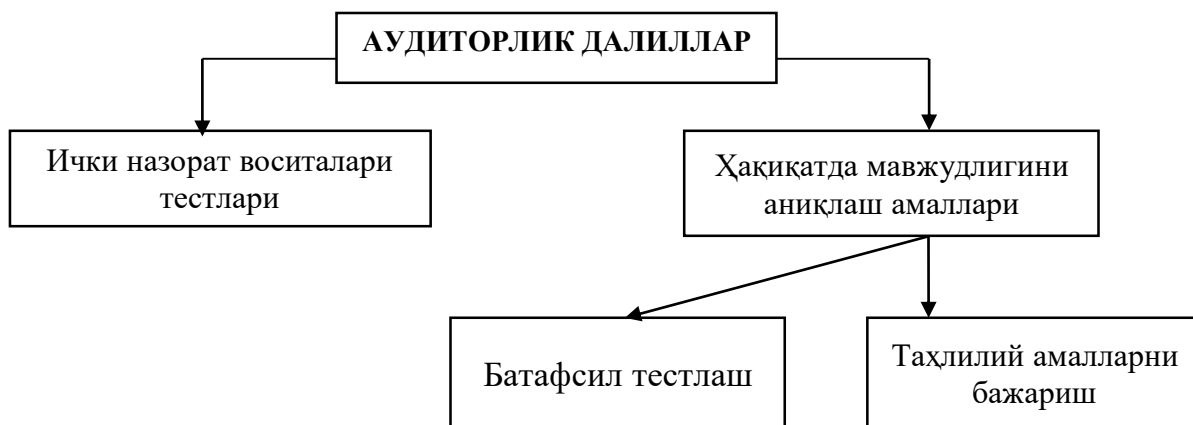 АУДИТОРЛИК ДАЛИЛЛАР
Ички назорат воситалари
тестлари
Ҳақиқатда мавжудлигини
аниқлаш амаллари
Батафсил тестлаш
Таҳлилий амалларни
бажариш